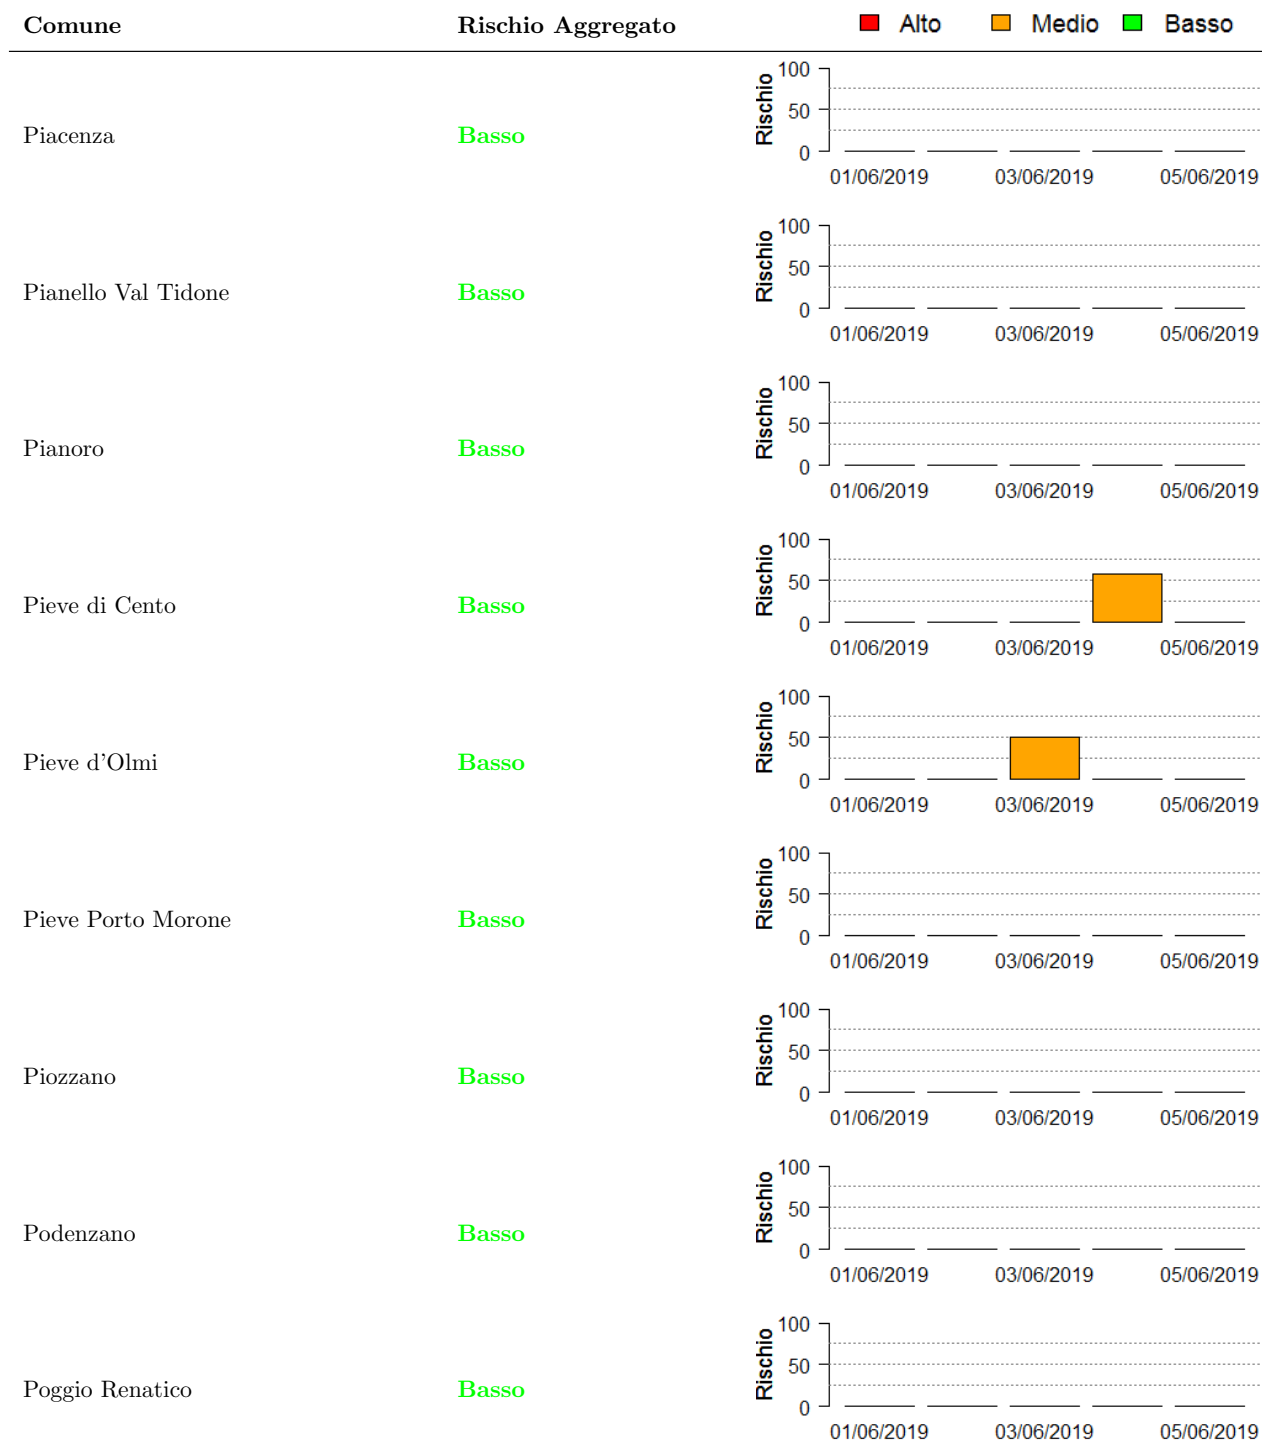 Comune Rischio Aggregato Alto Medio Basso
Piacenza Basso
Rischio
100
50
0
01/06/2019 03/06/2019 05/06/2019
Pianello Val Tidone Basso
Rischio
100
50
0
01/06/2019 03/06/2019 05/06/2019
Pianoro Basso
Rischio
100
50
0
01/06/2019 03/06/2019 05/06/2019
Pieve di Cento Basso
Rischio
100
50
0
01/06/2019 03/06/2019 05/06/2019
Pieve d'Olmi Basso
Rischio
100
50
0
01/06/2019 03/06/2019 05/06/2019
Pieve Porto Morone Basso
Rischio
100
50
0
01/06/2019 03/06/2019 05/06/2019
Piozzano Basso
Rischio
100
50
0
01/06/2019 03/06/2019 05/06/2019
Podenzano Basso
Rischio
100
50
0
01/06/2019 03/06/2019 05/06/2019
Poggio Renatico Basso
Rischio
100
50
0
01/06/2019 03/06/2019 05/06/2019